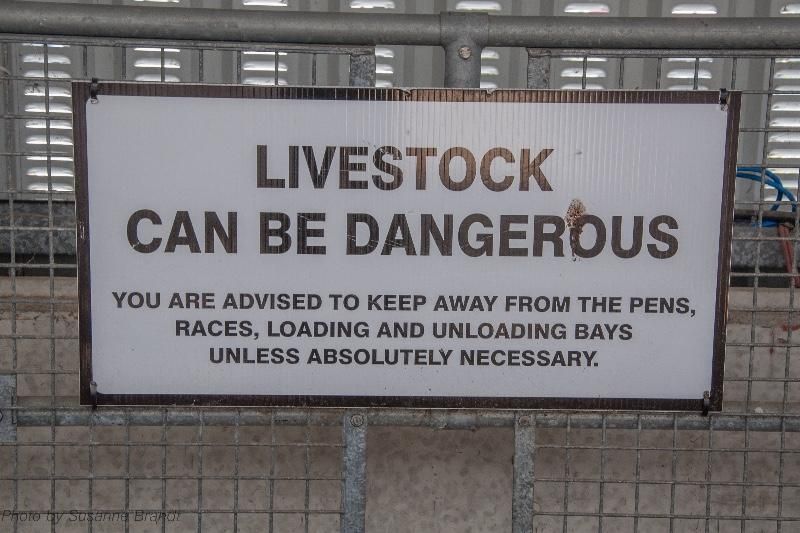 LIVESTOCK
CAN BE DANGEROUS
YOU ARE ADVISED TO KEEP AWAY FROM THE PENS,
RACES, LOADING AND UNLOADING BAYS
UNLESS ABSOLUTELY NECESSARY.
Photo by Susanne Brandt